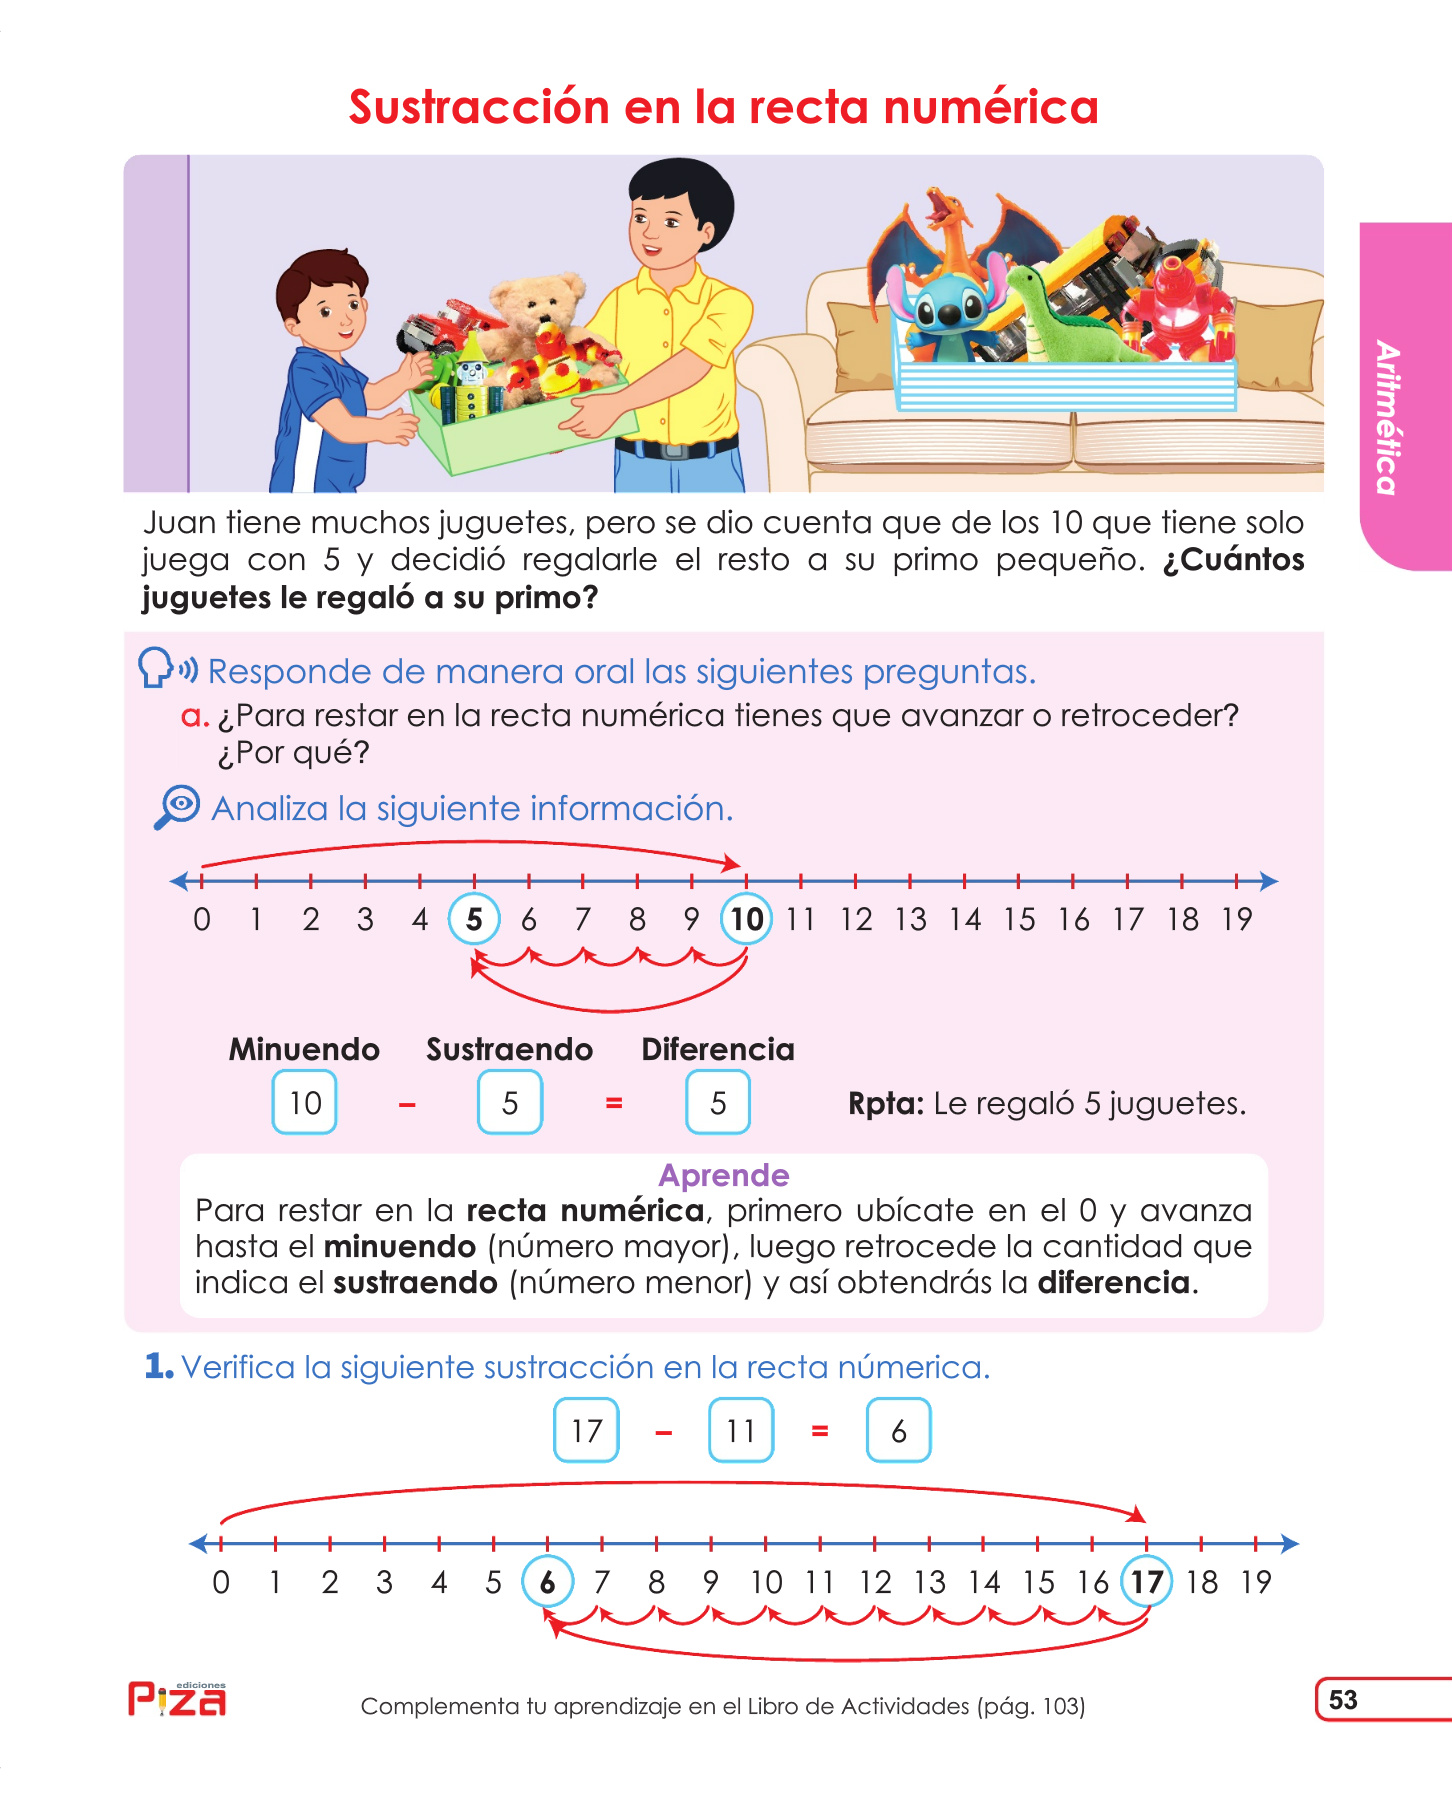 Sustracción en la recta numérica
Aritmética
Juan tiene muchos juguetes, pero se dio cuenta que de los 10 que tiene solo
juega con 5 y decidió regalarle el resto a su primo pequeño. ¿Cuántos
juguetes le regaló a su primo?
Responde de manera oral las siguientes preguntas.
a. ¿Para restar en la recta numérica tienes que avanzar o retroceder?
¿Por qué?
Analiza la siguiente información.
0 1 2 3 4 5 6 7 8 9 10 11 12 13 14 15 16 17 18 19
Minuendo Sustraendo Diferencia
10 – 5 = 5 Rpta: Le regaló 5 juguetes.
Aprende
Para restar en la recta numérica, primero ubícate en el 0 y avanza
hasta el minuendo (número mayor), luego retrocede la cantidad que
indica el sustraendo (número menor) y así obtendrás la diferencia.
1. Verifica la siguiente sustracción en la recta númerica.
17 – 11 = 6
0 1 2 3 4 5 6 7 8 9 10 11 12 13 14 15 16 17 18 19
ediciones
Piza
Complementa tu aprendizaje en el Libro de Actividades (pág. 103)
53